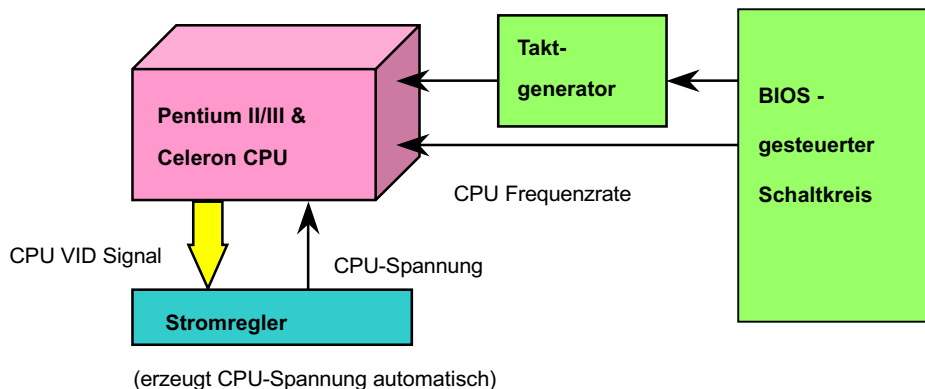 Takt-
generator
Pentium II/III &
Celeron CPU
BIOS -
gesteuerter
Schaltkreis
CPU Frequenzrate
CPU VID Signal
CPU-Spannung
Stromregler
(erzeugt CPU-Spannung automatisch)